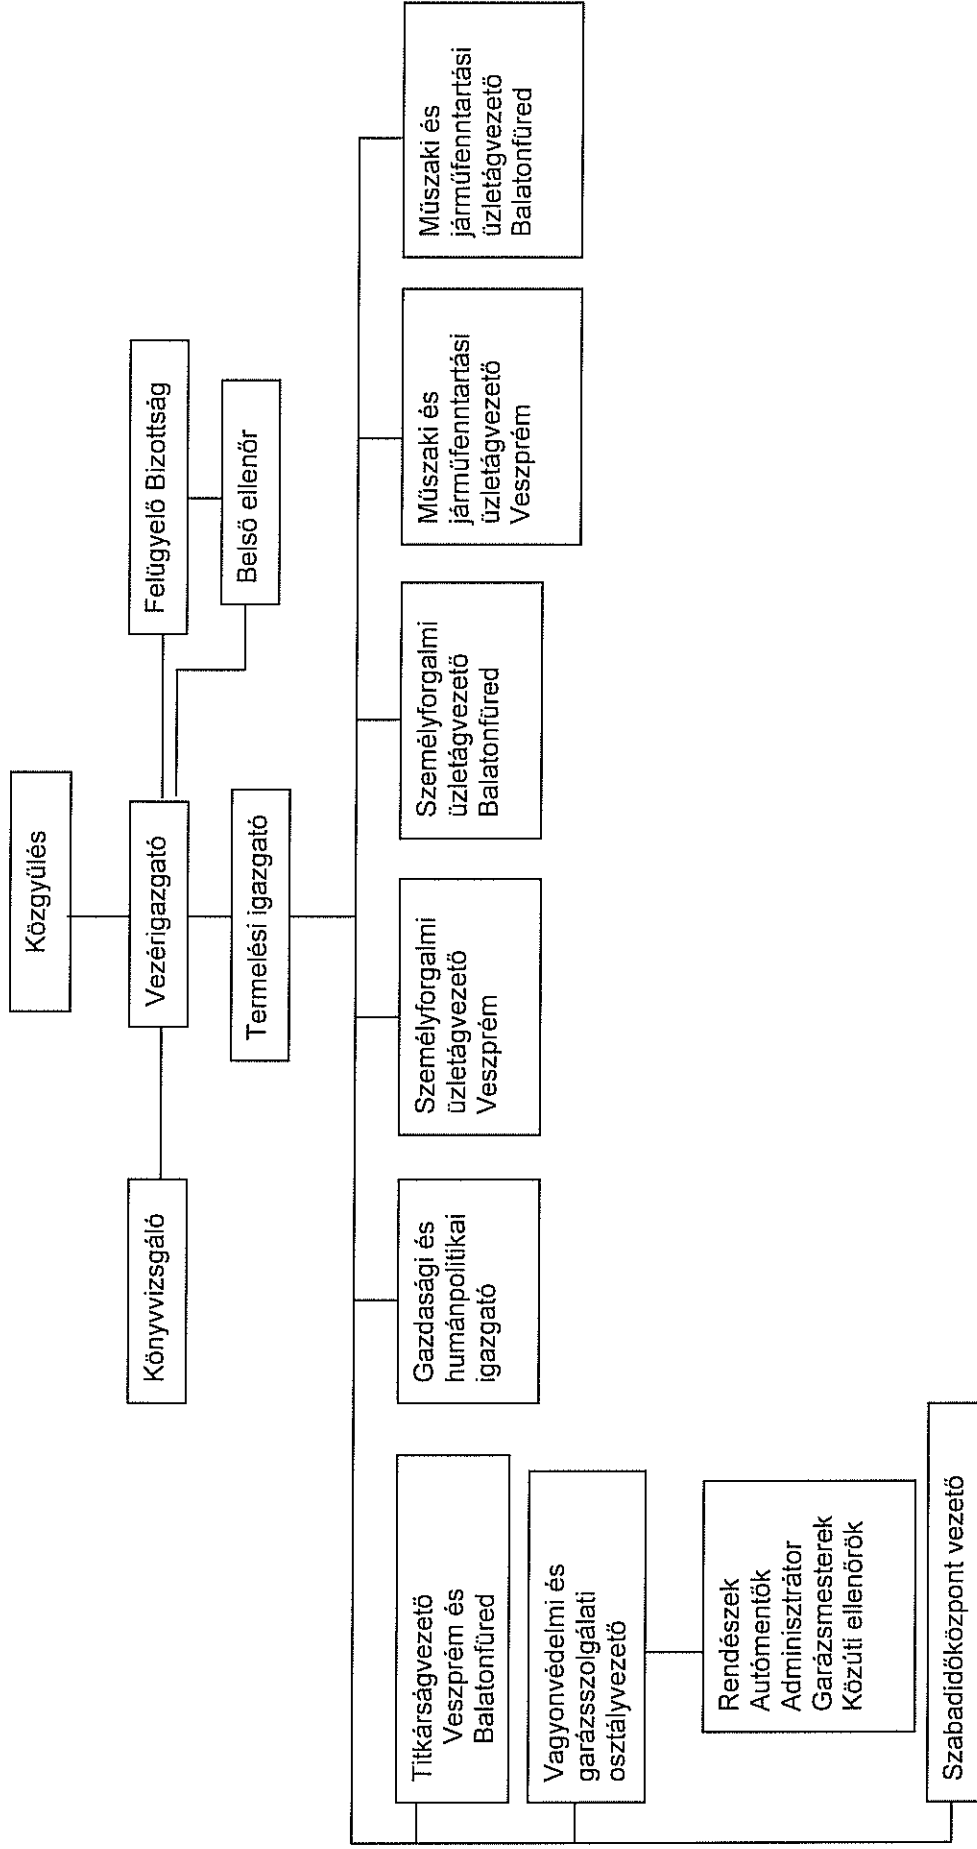 Közgyűlés
Könyvvizsgáló
Vezérigazgató
Felügyelő Bizottság
Belső ellenőr
Termelési igazgató
Titkárságvezető
Veszprém és
Balatonfüred
Gazdasági és
humánpolitikai
igazgató
Személyforgalmi
üzletágvezető
Veszprém
Személyforgalmi
üzletágvezető
Balatonfüred
Műszaki és
járműfenntartási
üzletágvezető
Veszprém
Műszaki és
járműfenntartási
üzletágvezető
Balatonfüred
Vagyonvédelmi és
garázsszolgálati
osztályvezető
Rendészek
Autómentők
Adminisztrátor
Garázsmesterek
Közúti ellenőrök
Szabadidőközpont vezető